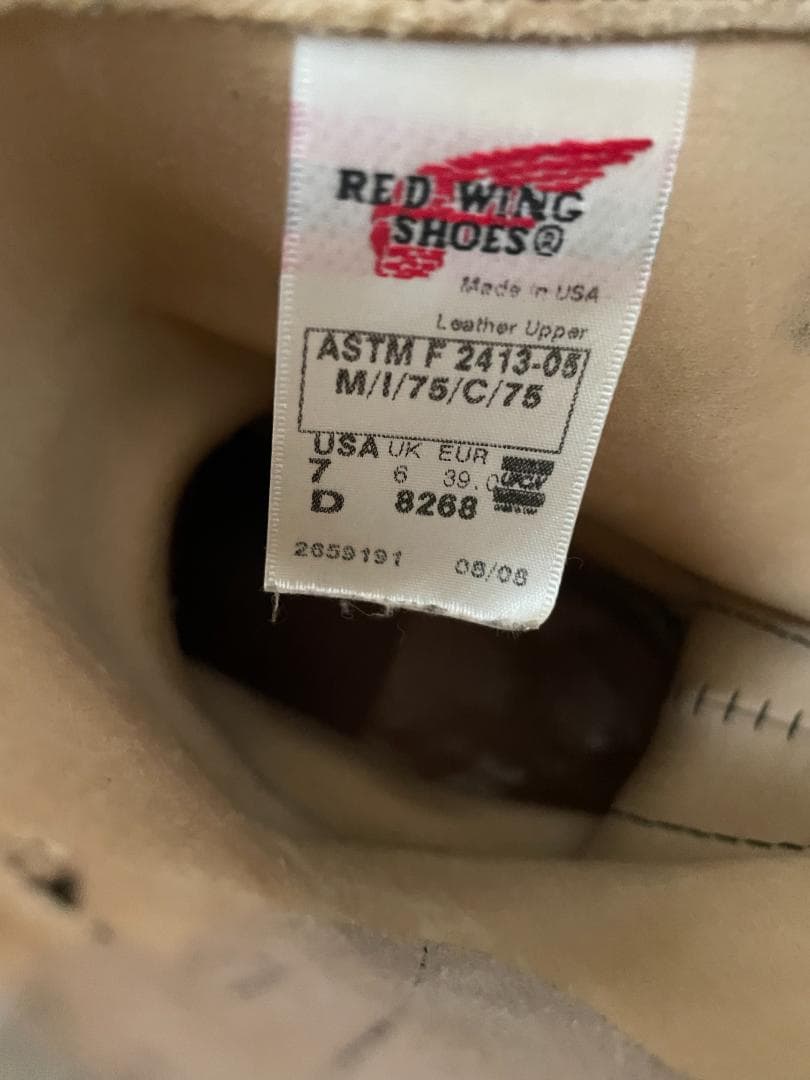 RED WING
SHOES®
Made in USA
Leather Upper
ASTM F 2413-05
M/I/75/C/75
USA UK EUR
7 6 39.0
D 8268
2659191 08/08